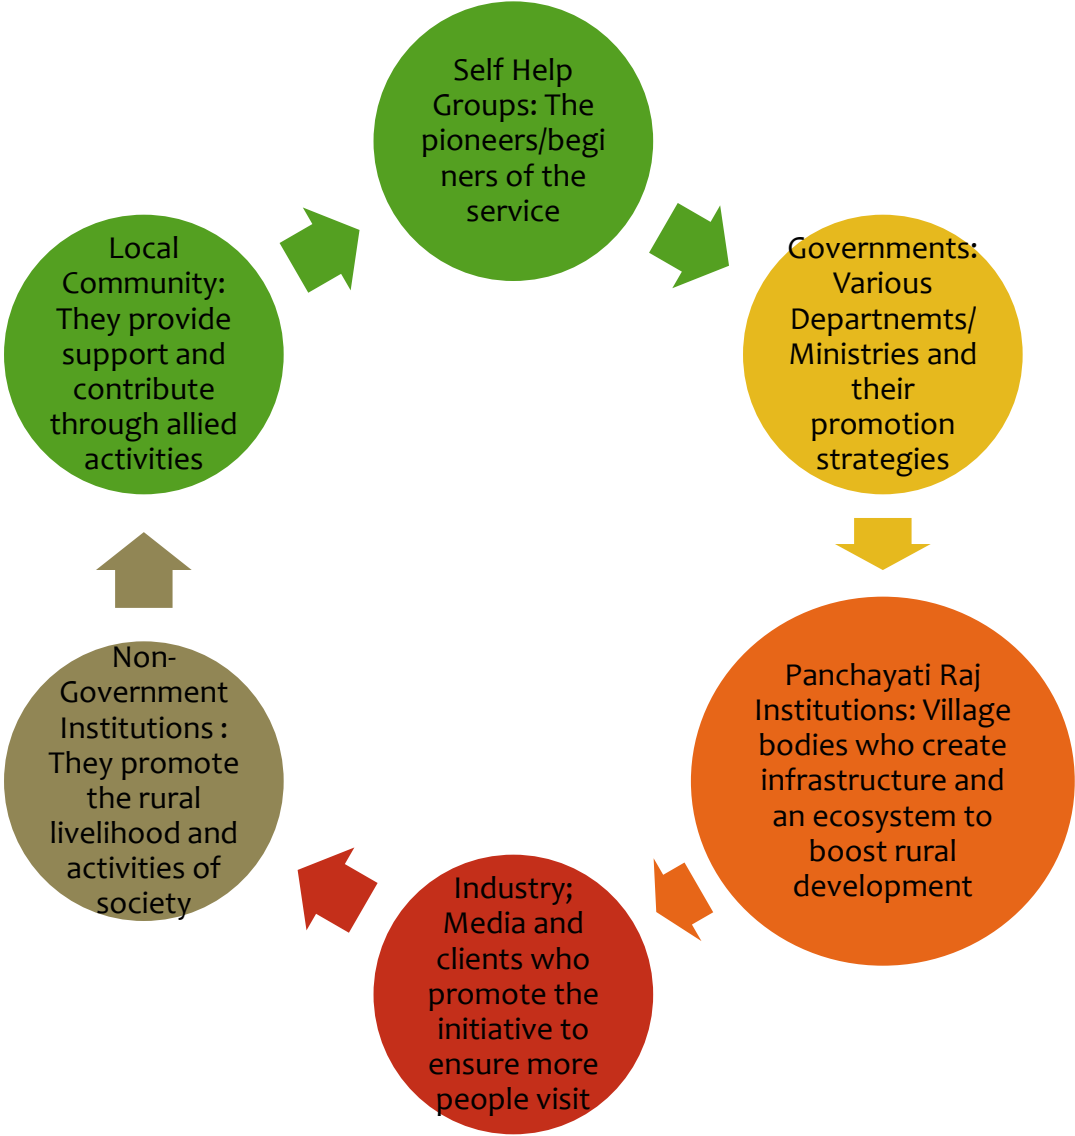 Self Help
Groups: The
pioneers/begi
ners of the
service
Governments:
Various
Departnemts/
Ministries and
their
promotion
strategies
Panchayati Raj
Institutions: Village
bodies who create
infrastructure and
an ecosystem to
boost rural
development
Industry;
Media and
clients who
promote the
initiative to
ensure more
people visit
Non-
Government
Institutions :
They promote
the rural
livelihood and
activities of
society
Local
Community:
They provide
support and
contribute
through allied
activities